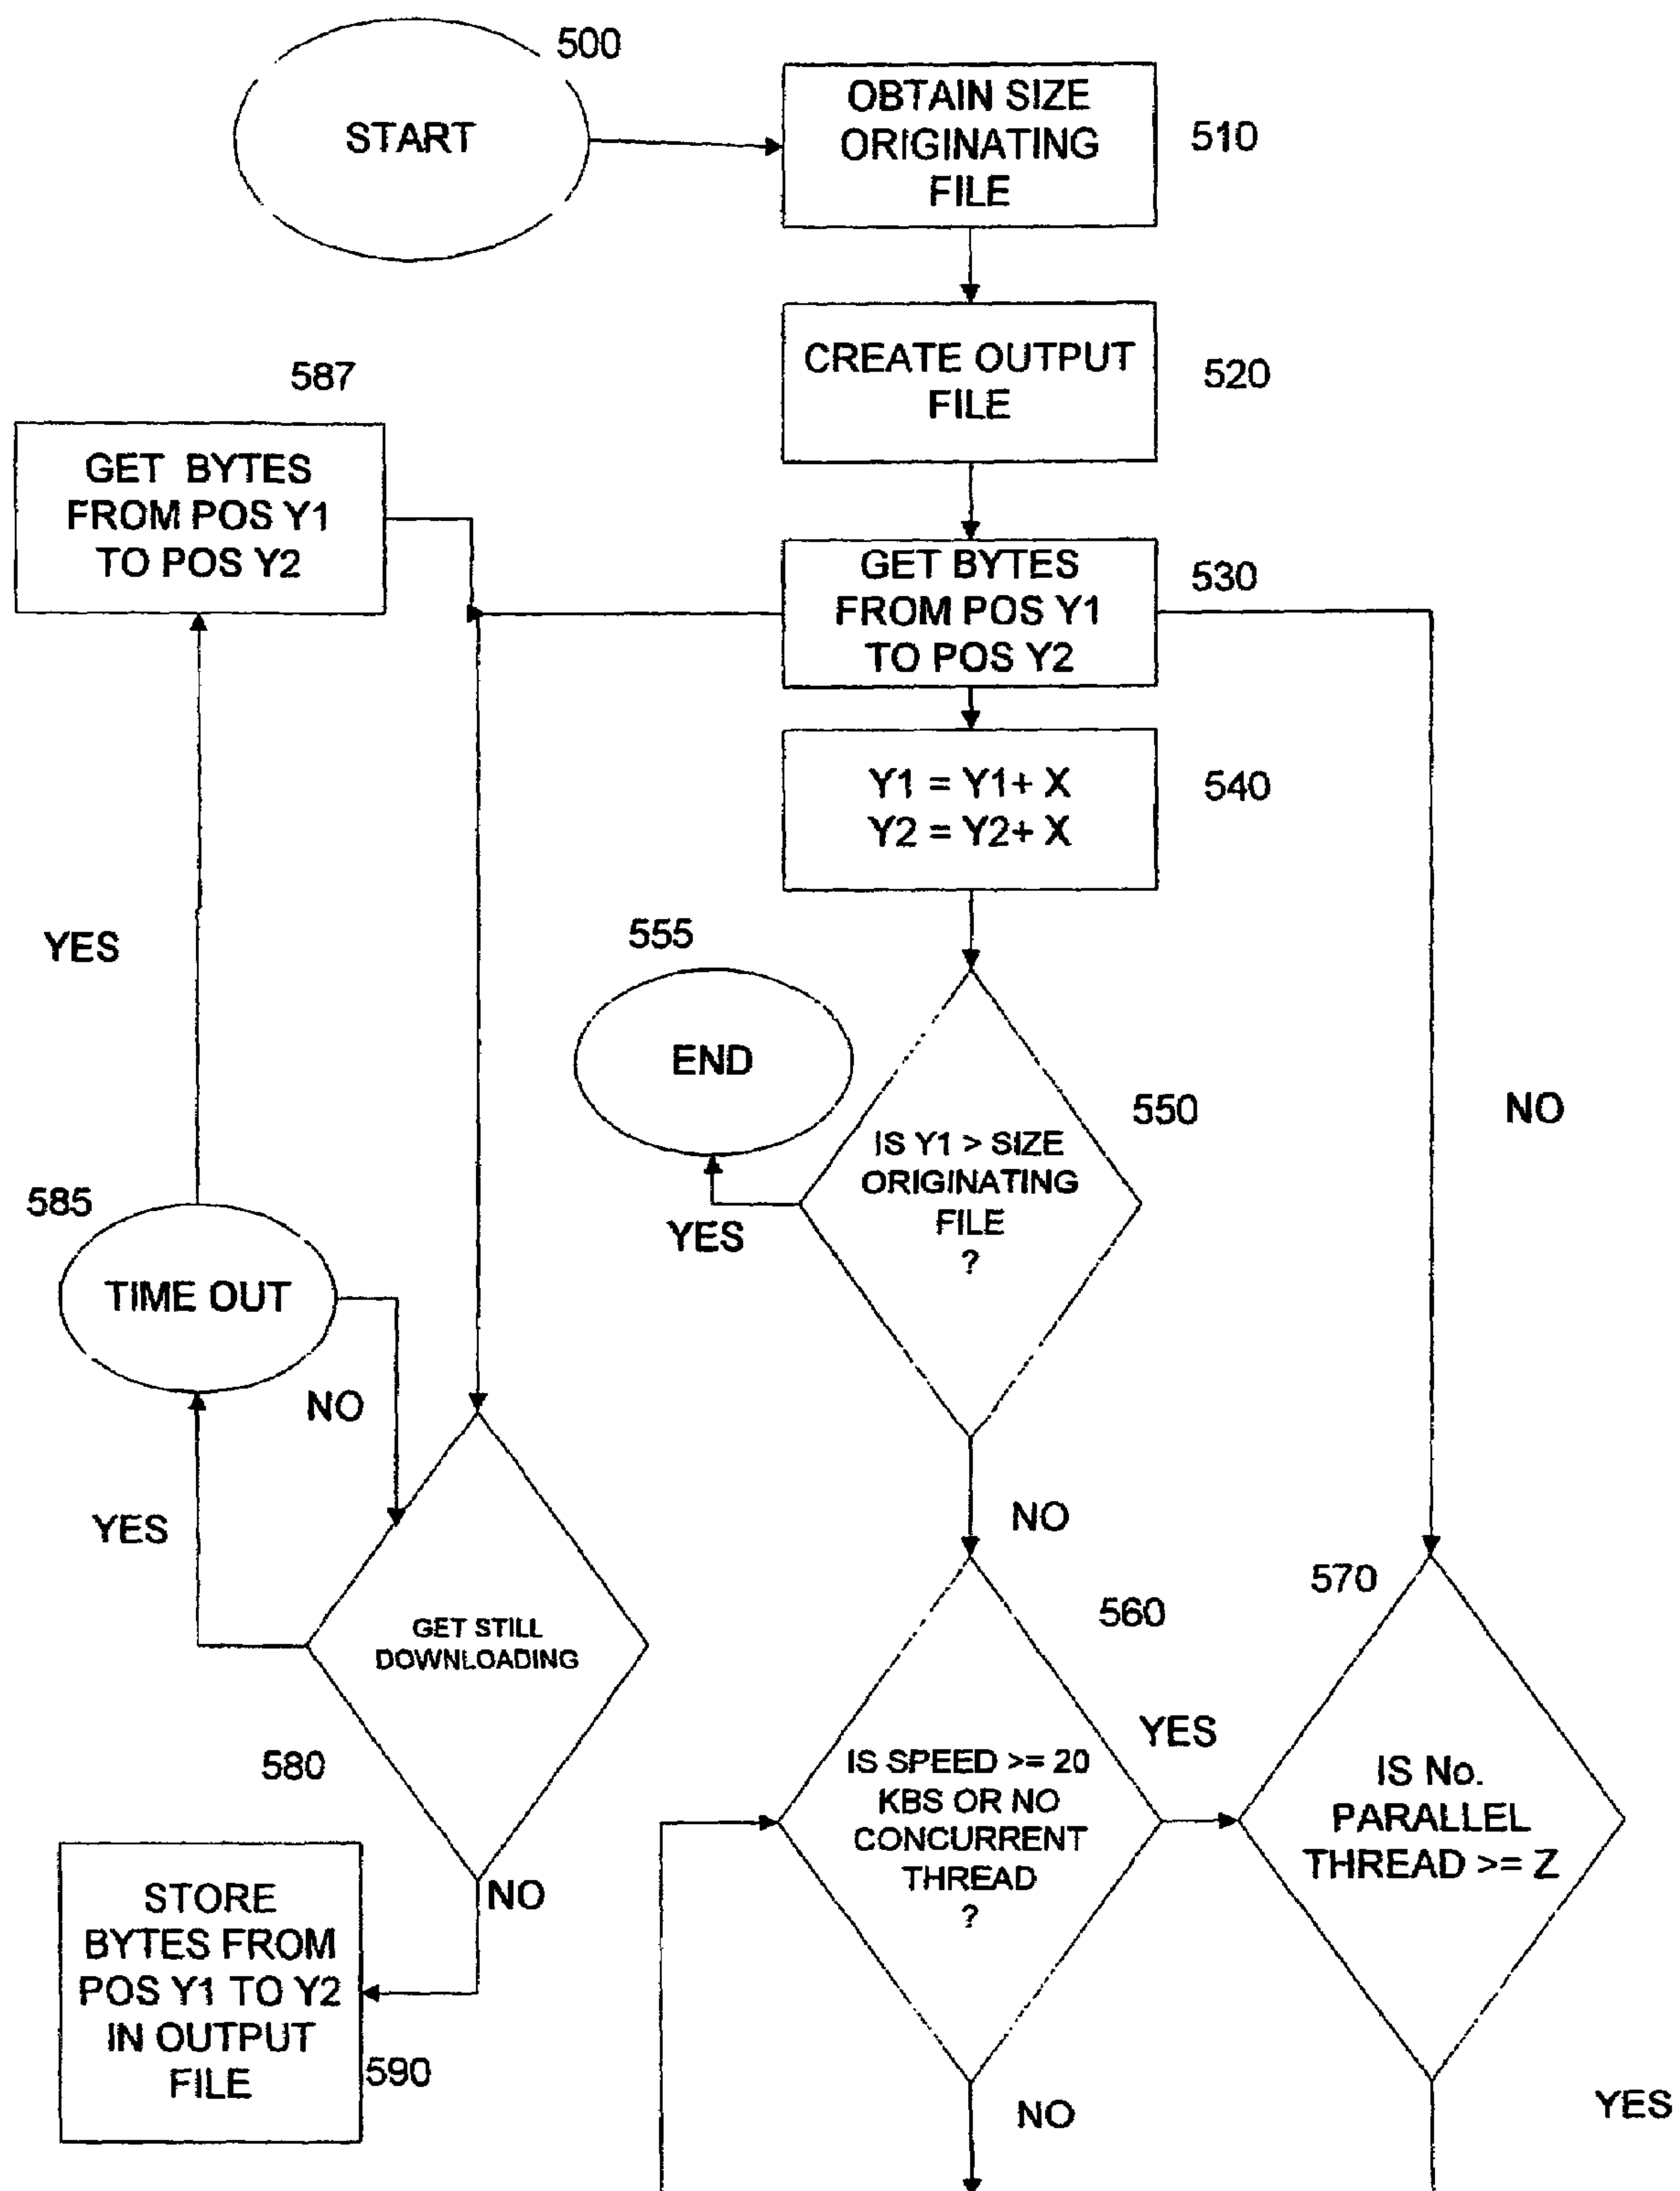 500
START
OBTAIN SIZE
ORIGINATING
FILE
510
CREATE OUTPUT
FILE
520
587
GET BYTES
FROM POS Y1
TO POS Y2
GET BYTES
FROM POS Y1
TO POS Y2
530
Y1 = Y1+ X
Y2 = Y2+ X
540
YES
555
END
IS Y1 > SIZE
ORIGINATING
FILE
?
550
YES
NO
585
TIME OUT
NO
YES
NO
GET STILL
DOWNLOADING
580
NO
560
IS SPEED >= 20
KBS OR NO
CONCURRENT
THREAD
?
YES
570
IS No.
PARALLEL
THREAD >= Z
STORE
BYTES FROM
POS Y1 TO Y2
IN OUTPUT
FILE
590
NO
YES